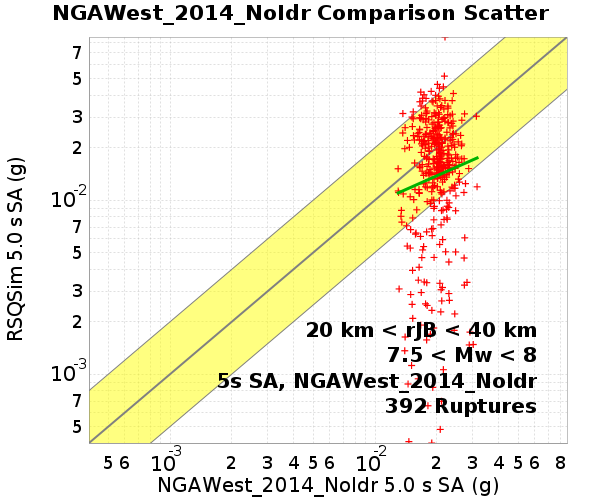 NGAWest_2014_NoIdr Comparison Scatter
7
5
3
2
10-2
7
5
3
2
10-3
7
5
RSQSim 5.0 s SA (g)
20 km < rJB < 40 km
7.5 < Mw < 8
5s SA, NGAWest_2014_NoIdr
392 Ruptures
5 6 8 10-3 2 3 4 5 6 8 10-2 2 3 4 5 6 8
NGAWest_2014_NoIdr 5.0 s SA (g)